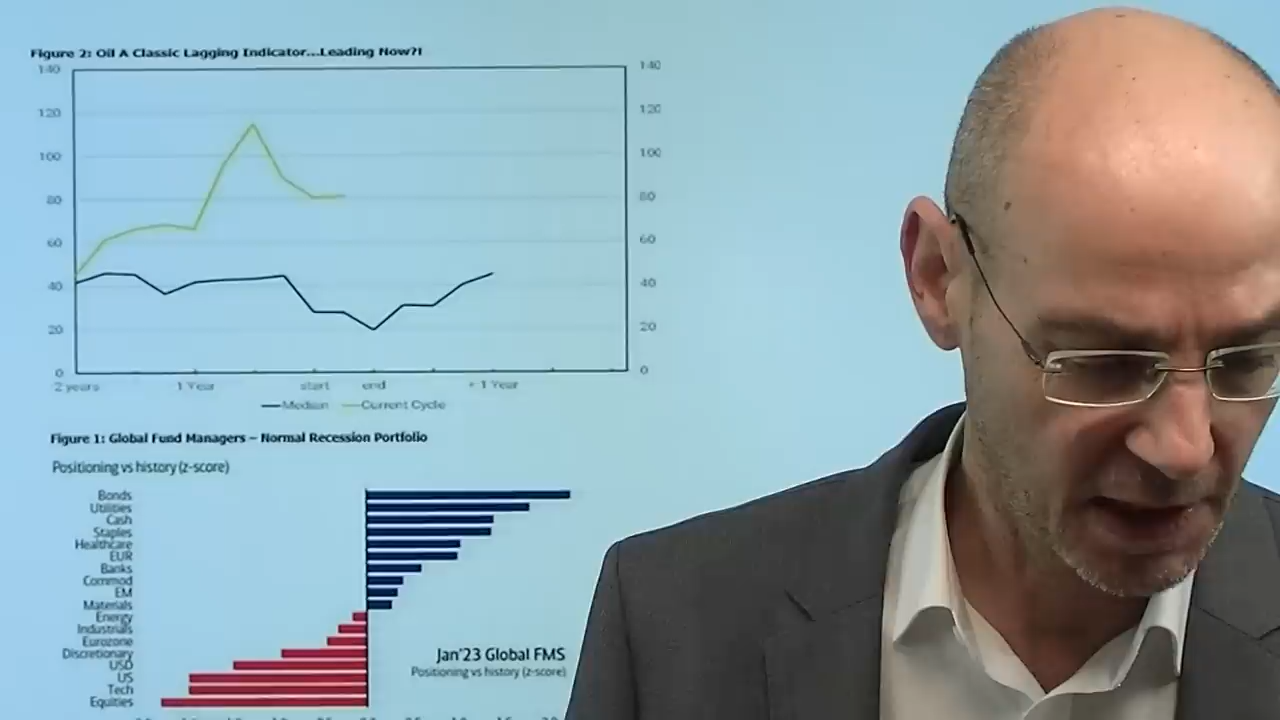 Figure 2: Oil A Classic Lagging Indicator...Leading Now?!
140 140
120 120
100 100
80 80
60 60
40 40
20 20
0 0
2 years 1 Year start end +1 Year
Median Current Cycle
Figure 1: Global Fund Managers – Normal Recession Portfolio
Positioning vs history (z-score)
Bonds
Utilities
Cash
Staples
Healthcare
EUR
Banks
Commod
EM
Materials
Energy
Industrials
Eurozone
Discretionary
USD
US
Tech
Equities
Jan'23 Global FMS
Positioning vs history (z-score)